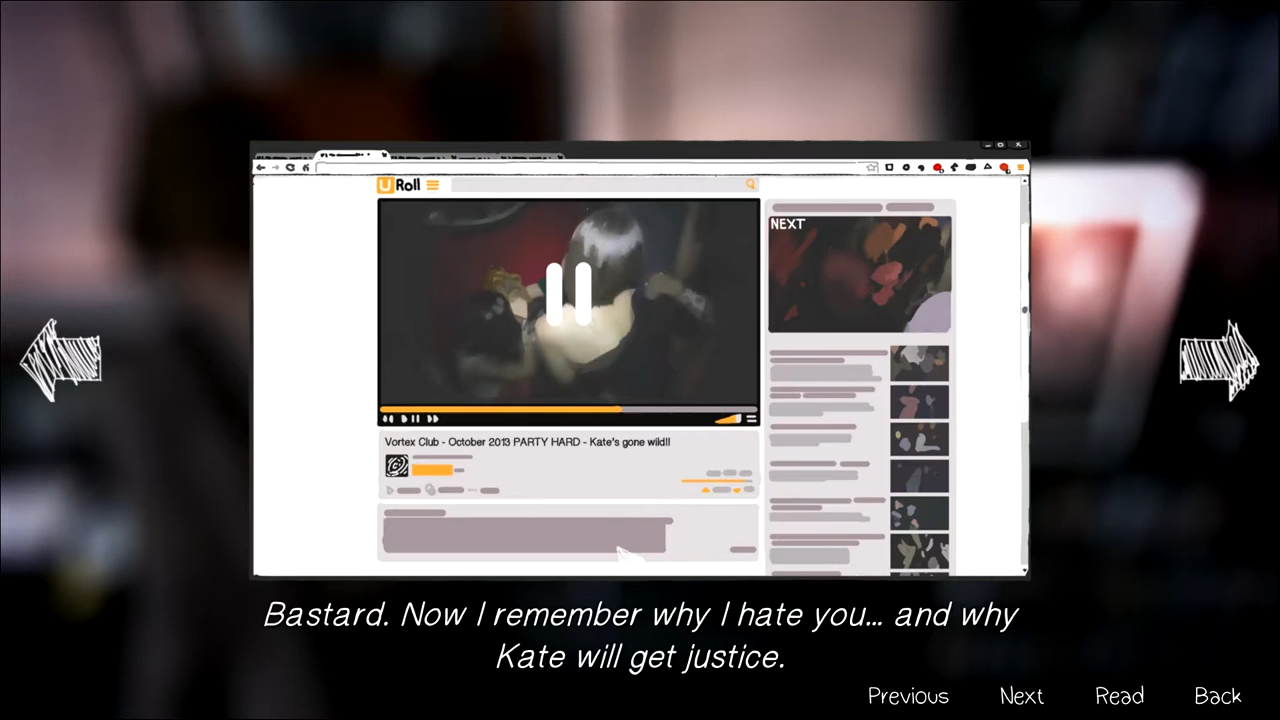 U Roll
NEXT
Vortex Club - October 2013 PARTY HARD - Kate's gone wild!!
Bastard. Now I remember why I hate you... and why
Kate will get justice.
Previous Next Read Back